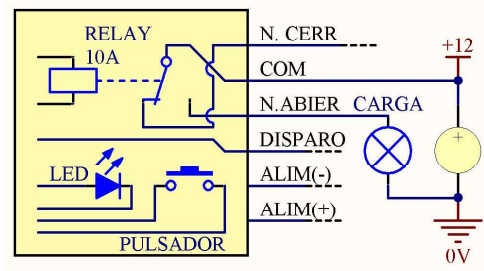 RELAY
10A
N. CERR
COM
N.ABIER
CARGA
DISPARO
ALIM(-)
ALIM(+)
LED
PULSADOR
+12
+
0V